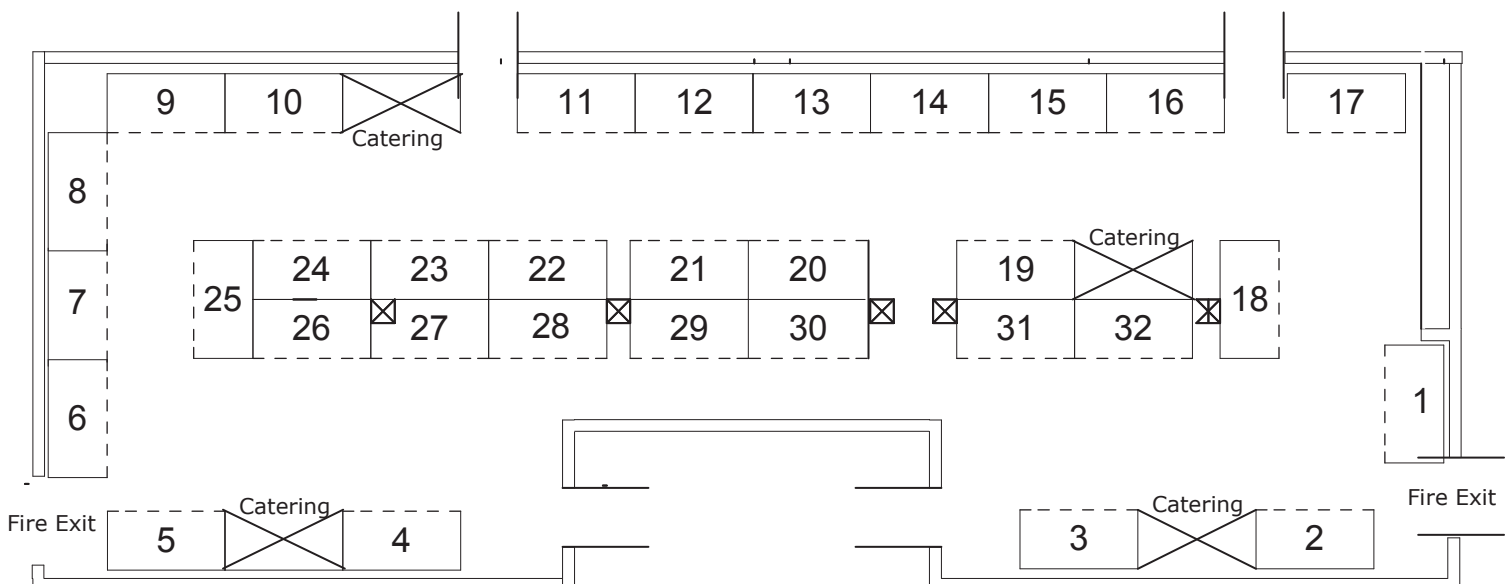 9 10 11 12 13 14 15 16 17
Catering
8
Catering
24 23 22 21 20 19
25 18
7
26 27 28 29 30 31 32
1
6
Catering Catering
Fire Exit
Fire Exit
5 4 3 2